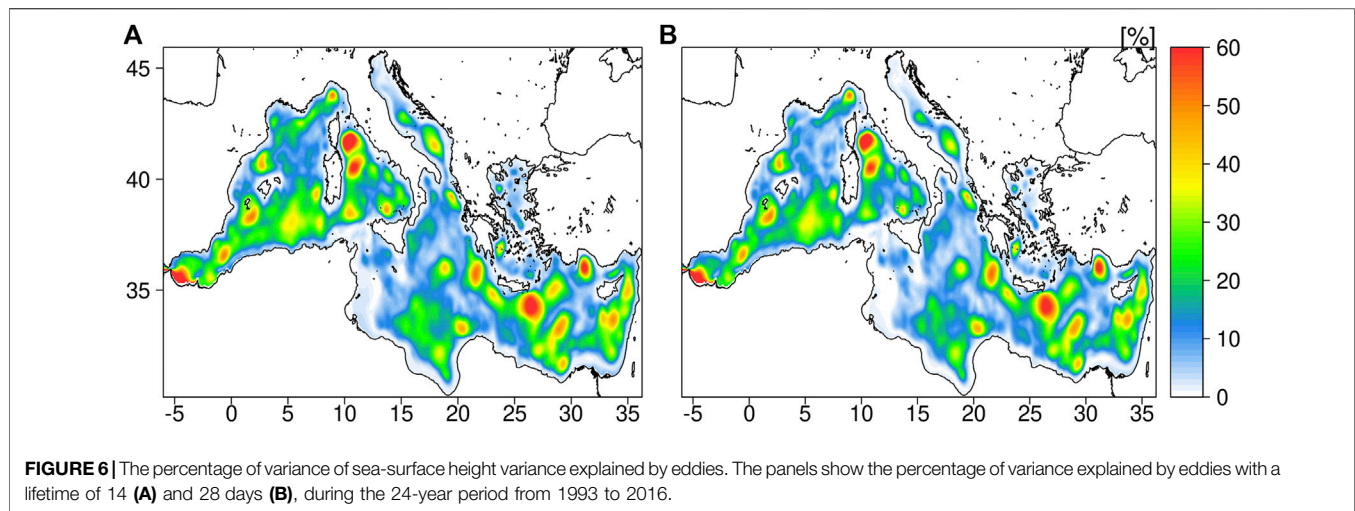 A
B
[%]
45
40
35
-5 0 5 10 15 20 25 30 35
-5 0 5 10 15 20 25 30 35
60
50
40
30
20
10
0
FIGURE 6 | The percentage of variance of sea-surface height variance explained by eddies. The panels show the percentage of variance explained by eddies with a
lifetime of 14 (A) and 28 days (B), during the 24-year period from 1993 to 2016.